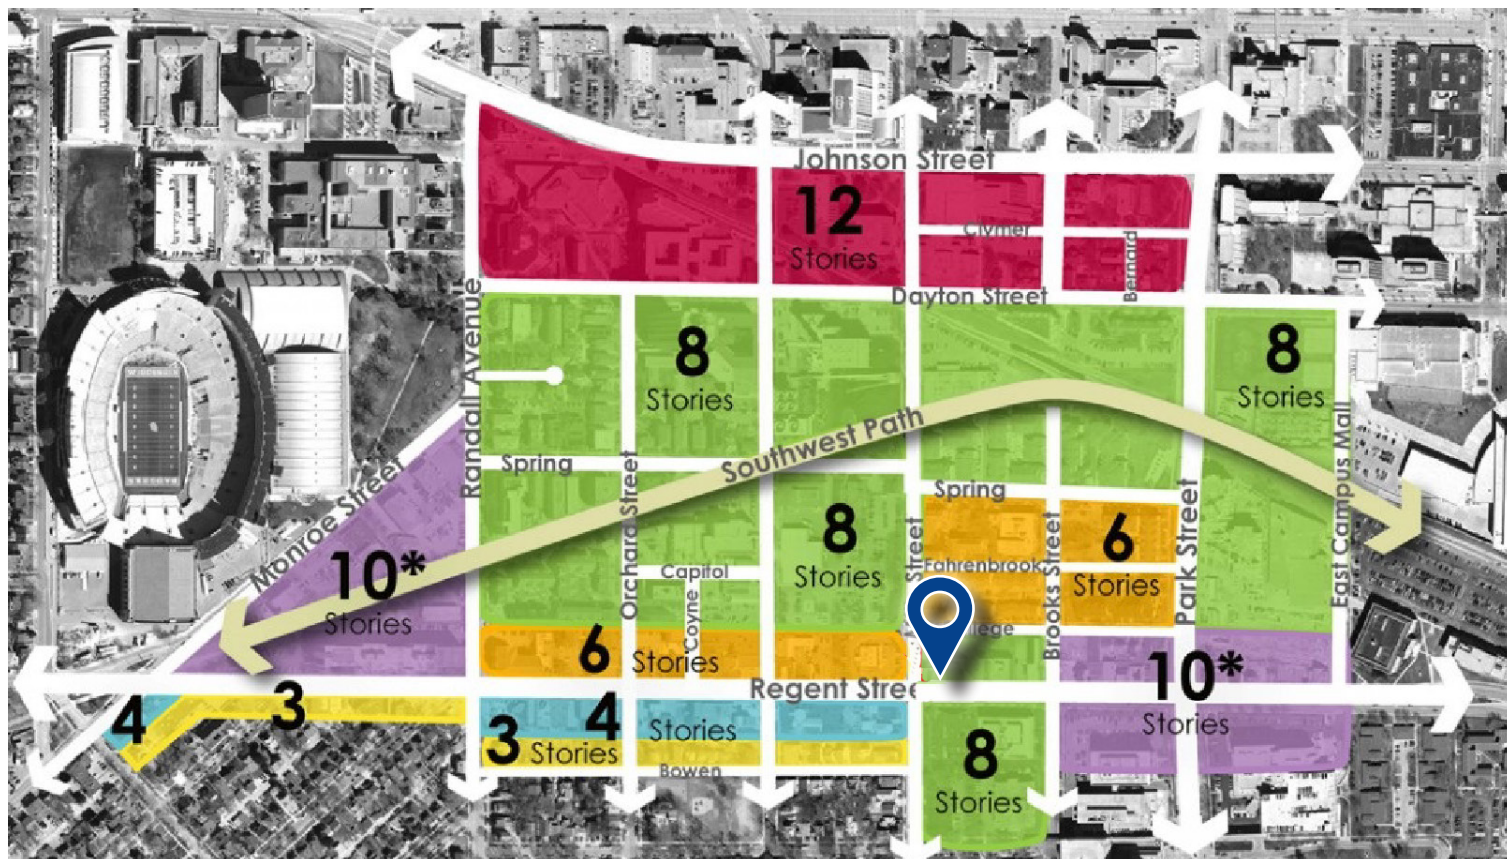 Johnson Street
12
Stories
Clymer
Bernard
Dayton Street
Randall Avenue
8
Stories
8
Stories
Southwest Path
Spring
Spring
Monroe Street
Orchard Street
East Campus Mall
Park Street
Brooks Street
Street
8
Stories
6
Stories
10*
Stories
Capitol
Coyne
Fahrenbrook
6 Stories
Regent Stree
10*
Stories
4
3
3
4 Stories
Stories
Bowen
8
Stories
WISCONSIN